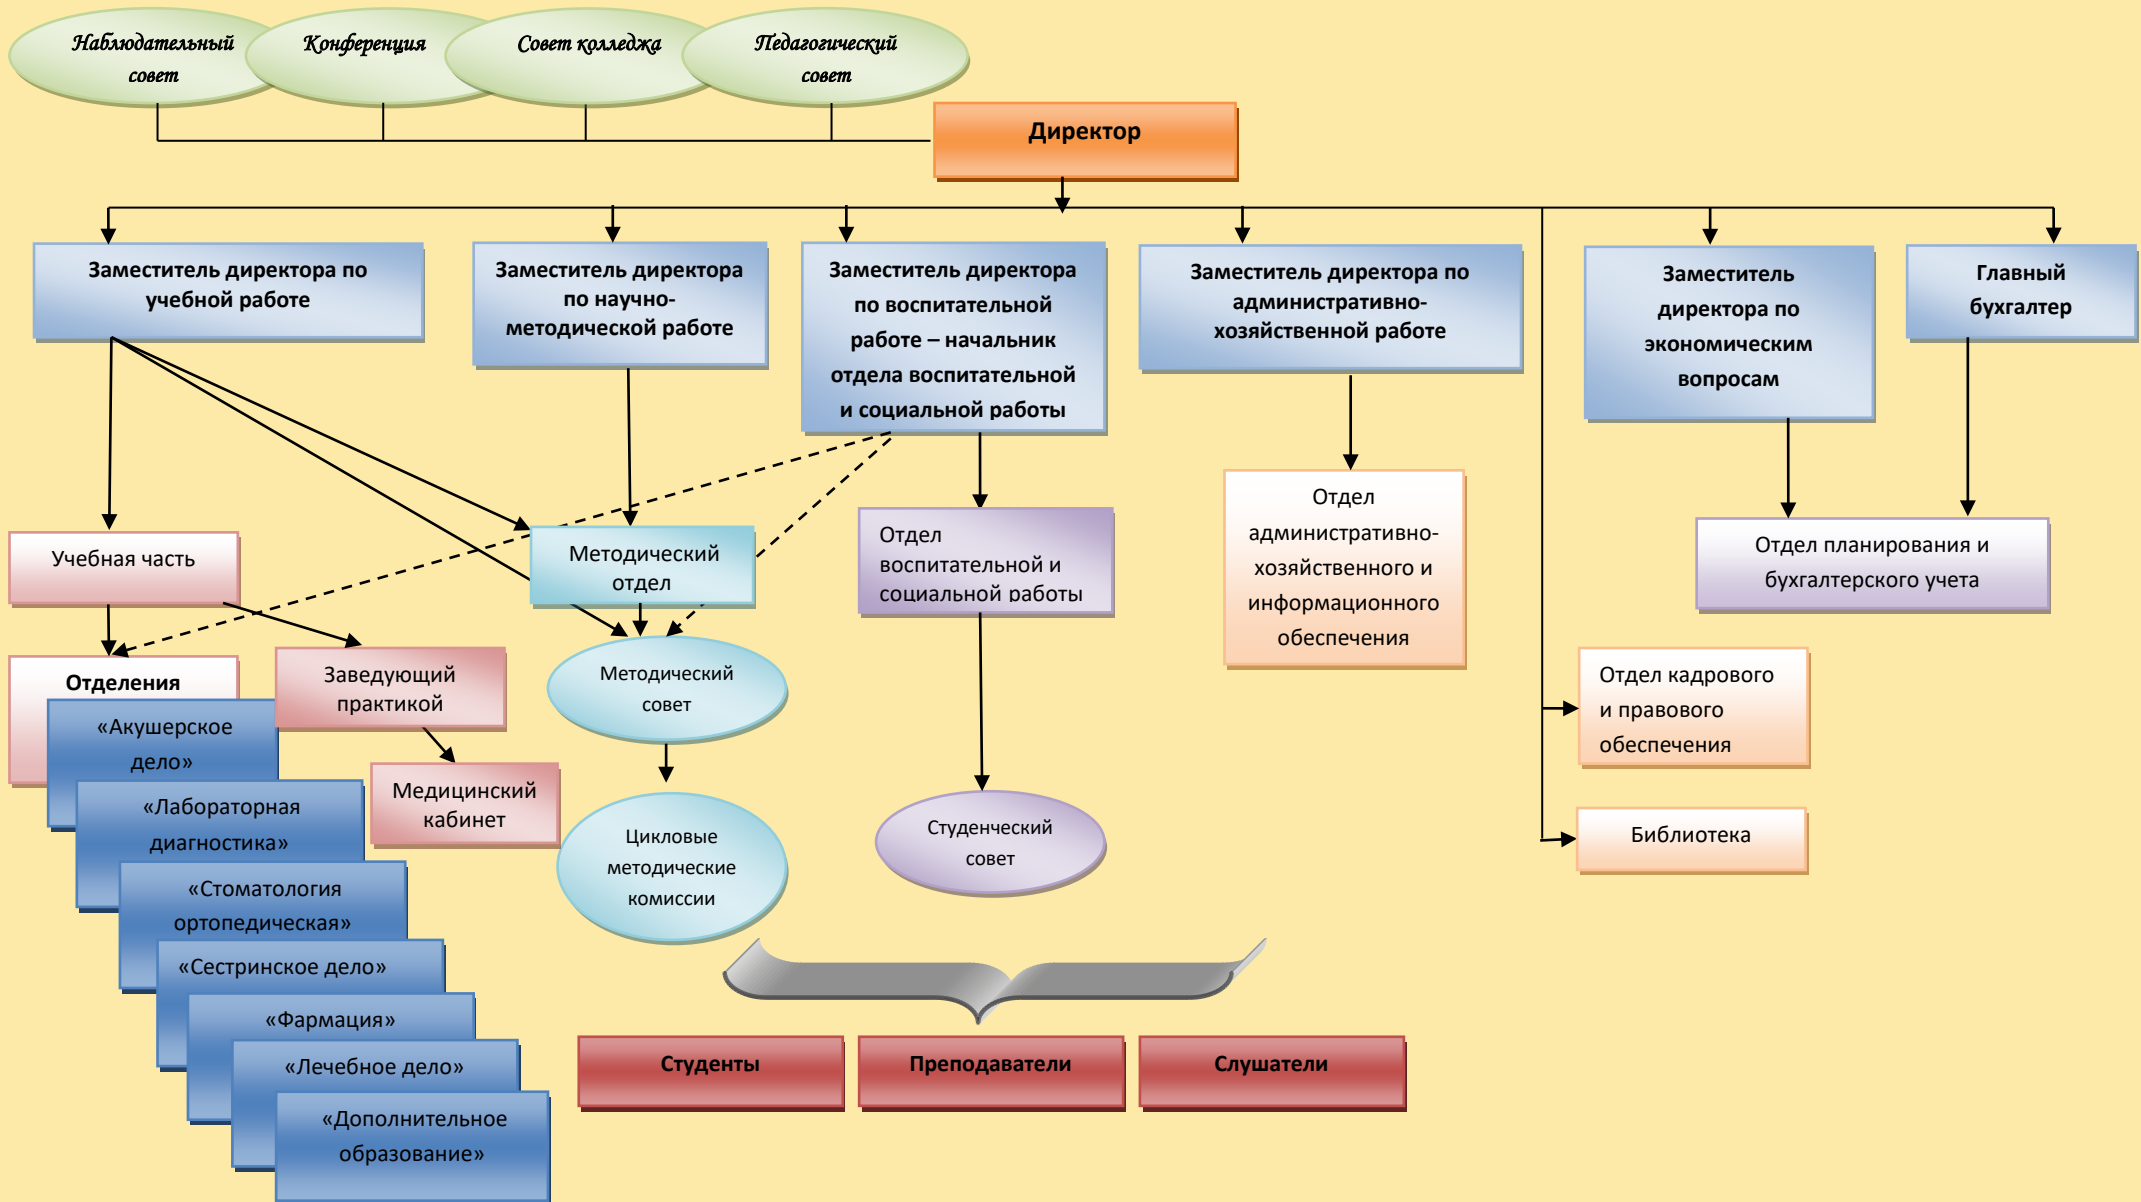 Наблюдательный
совет
Конференция
Совет колледжа
Педагогический
совет
Директор
Заместитель директора по
учебной работе
Заместитель директора
по научно-
методической работе
Заместитель директора
по воспитательной
работе – начальник
отдела воспитательной
и социальной работы
Заместитель директора по
административно-
хозяйственной работе
Заместитель
директора по
экономическим
вопросам
Главный
бухгалтер
Учебная часть
Методический
отдел
Отдел
воспитательной и
социальной работы
Отдел
административно-
хозяйственного и
информационного
обеспечения
Отдел планирования и
бухгалтерского учета
Отделения
Заведующий
практикой
Методический
совет
Отдел кадрового
и правового
обеспечения
«Акушерское
дело»
«Лабораторная
диагностика»
Медицинский
кабинет
Цикловые
методические
комиссии
Студенческий
совет
Библиотека
«Стоматология
ортопедическая»
«Сестринское дело»
«Фармация»
«Лечебное дело»
«Дополнительное
образование»
Студенты
Преподаватели
Слушатели